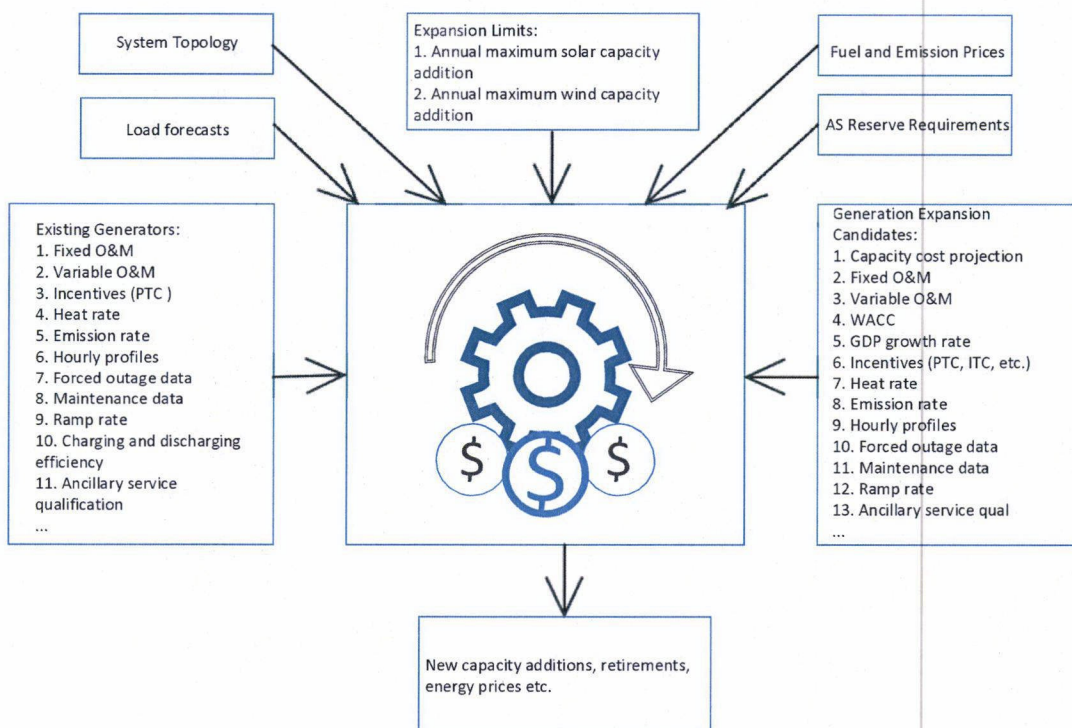 System Topology
Expansion Limits:
1. Annual maximum solar capacity
addition
2. Annual maximum wind capacity
addition
Fuel and Emission Prices
Load forecasts
AS Reserve Requirements
Existing Generators:
1. Fixed O&M
2. Variable O&M
3. Incentives (PTC )
4. Heat rate
5. Emission rate
6. Hourly profiles
7. Forced outage data
8. Maintenance data
9. Ramp rate
10. Charging and discharging
efficiency
11. Ancillary service
qualification
...
$ $ $
Generation Expansion
Candidates:
1. Capacity cost projection
2. Fixed O&M
3. Variable O&M
4. WACC
5. GDP growth rate
6. Incentives (PTC, ITC, etc.)
7. Heat rate
8. Emission rate
9. Hourly profiles
10. Forced outage data
11. Maintenance data
12. Ramp rate
13. Ancillary service qual
...
New capacity additions, retirements,
energy prices etc.